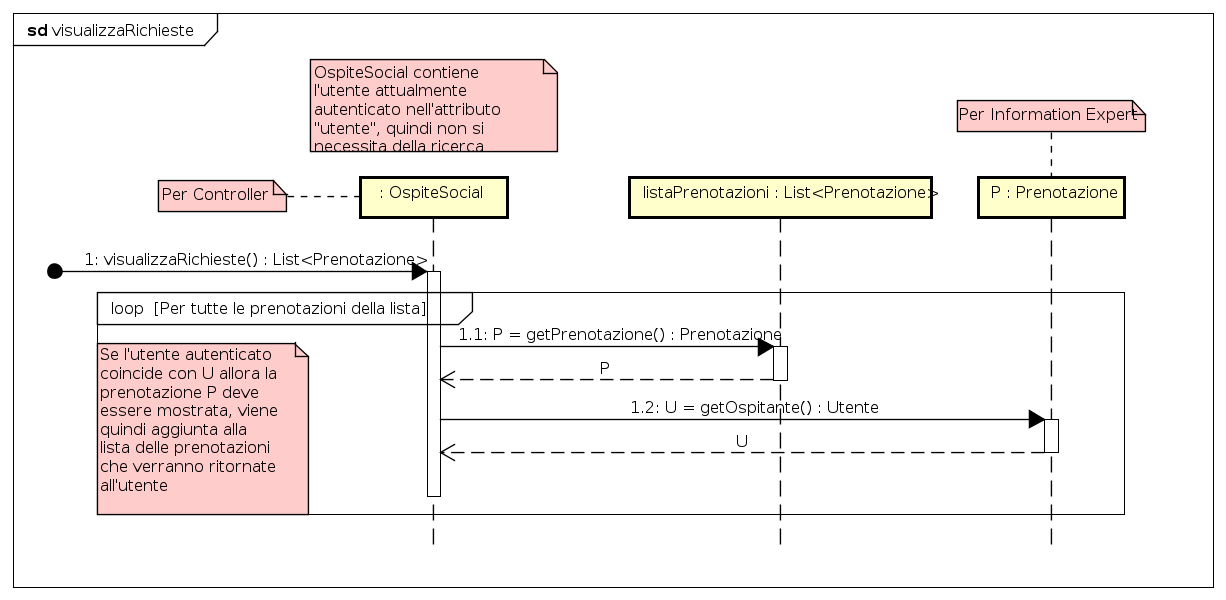 sd visualizzaRichieste
OspiteSocial contiene
l'utente attualmente
autenticato nell'attributo
"utente", quindi non si
necessita della ricerca
Per Information Expert
Per Controller
: OspiteSocial
listaPrenotazioni : List<Prenotazione>
P : Prenotazione
1: visualizzaRichieste() : List<Prenotazione>
loop [Per tutte le prenotazioni della lista]
1.1: P = getPrenotazione() : Prenotazione
P
1.2: U = getOspitante() : Utente
U
Se l'utente autenticato
coincide con U allora la
prenotazione P deve
essere mostrata, viene
quindi aggiunta alla
lista delle prenotazioni
che verranno ritornate
all'utente